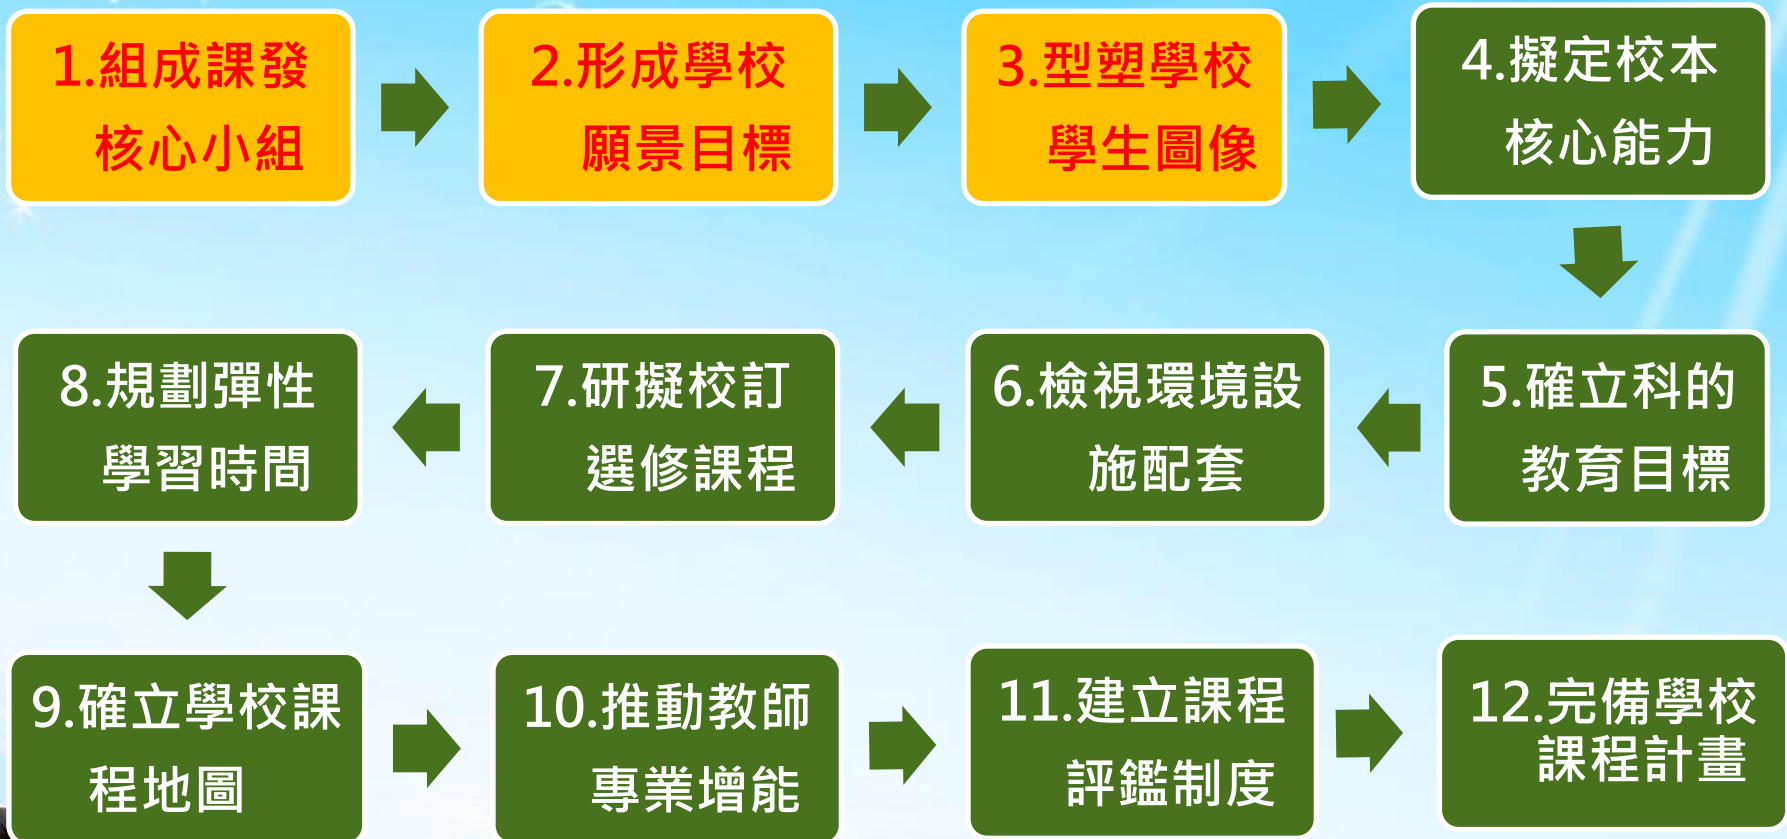 1.組成課發
核心小組
2.形成學校
願景目標
3.型塑學校
學生圖像
4.擬定校本
核心能力
5.確立科的
教育目標
6.檢視環境設
施配套
7.研擬校訂
選修課程
8.規劃彈性
學習時間
9.確立學校課
程地圖
10.推動教師
專業增能
11.建立課程
評鑑制度
12.完備學校
課程計畫